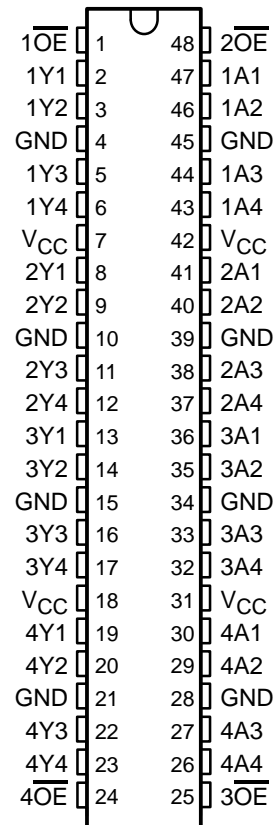 1O̅E̅ 1 48 2O̅E̅
1Y1 2 47 1A1
1Y2 3 46 1A2
GND 4 45 GND
1Y3 5 44 1A3
1Y4 6 43 1A4
VCC 7 42 VCC
2Y1 8 41 2A1
2Y2 9 40 2A2
GND 10 39 GND
2Y3 11 38 2A3
2Y4 12 37 2A4
3Y1 13 36 3A1
3Y2 14 35 3A2
GND 15 34 GND
3Y3 16 33 3A3
3Y4 17 32 3A4
VCC 18 31 VCC
4Y1 19 30 4A1
4Y2 20 29 4A2
GND 21 28 GND
4Y3 22 27 4A3
4Y4 23 26 4A4
4O̅E̅ 24 25 3O̅E̅